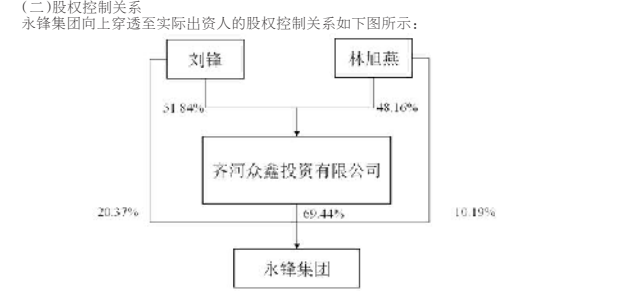 (二)股权控制关系
永锋集团向上穿透至实际出资人的股权控制关系如下图所示：
刘锋
林旭燕
51.84%
48.16%
齐河众鑫投资有限公司
20.37%
69.44%
10.19%
永锋集团